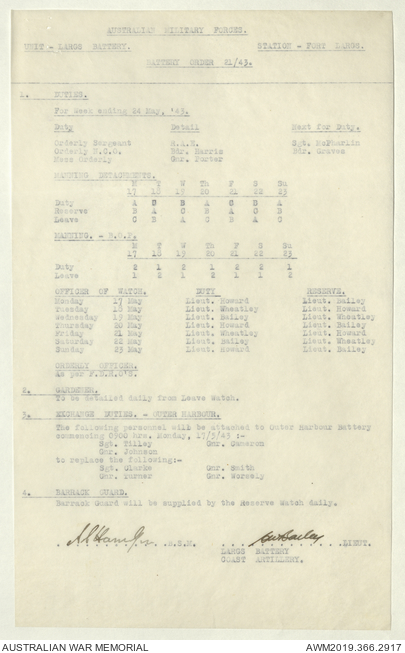 AUSTRALIAN MILITARY FORCES.
UNIT - LARGS BATTERY. STATION - FORT LARGS.
BATTERY ORDER 21/43.
1. DUTIES.
For week ending 24 May, '43.
Duty Detail Next for Duty.
Orderly Sergeant Sgt. McPharlin
Orderly N.C.O. Bdr. Harris Bdr. Graves
Mess Orderly Gnr. Porter
MANNING DETACHMENTS.
M T W Th F S Su
17 18 19 20 21 22 23
Duty A C B A C B A
Reserve B A C B A C B
Leave C B A C B A C
MANNING. - B.O.P.
M T W Th F S Su
17 18 19 20 21 22 23
Duty 2 1 2 1 2 2 1
Leave 1 2 1 2 1 1 2
OFFICER OF WATCH. DUTY RESERVE.
Monday 17 May Lieut. Howard Lieut. Bailey
Tuesday 18 May Lieut. Wheatley Lieut. Howard
Wednesday 19 May Lieut. Bailey Lieut. Wheatley
Thursday 20 May Lieut. Howard Lieut. Bailey
Friday 21 May Lieut. Wheatley Lieut. Howard
Saturday 22 May Lieut. Bailey Lieut. Wheatley
Sunday 23 May Lieut. Howard Lieut. Bailey
ORDERLY OFFICER.
As per F.S.H.O'S.
2. GARDENER.
To be detailed daily from Leave Watch.
3. EXCHANGE DUTIES. - OUTER HARBOUR.
The following personnel will be attached to Outer Harbour Battery
commencing 0900 hrs. Monday, 17/5/43 :-
Sgt. Tilley Gnr. Cameron
Gnr. Johnson
to replace the following:-
Sgt. Clarke Gnr. Smith
Gnr. Turner Gnr. Worsely
4. BARRACK GUARD.
Barrack Guard will be supplied by the Reserve Watch daily.
B.S.M. LIEUT.
LARGS BATTERY
COAST ARTILLERY.
AUSTRALIAN WAR MEMORIAL AWM2019.366.2917